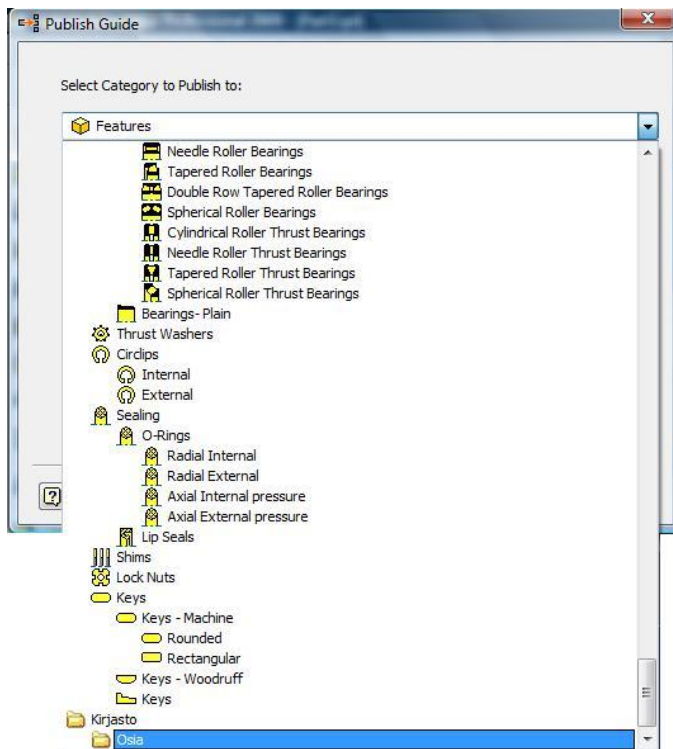 Publish Guide
Select Category to Publish to:
Features
Needle Roller Bearings
Tapered Roller Bearings
Double Row Tapered Roller Bearings
Spherical Roller Bearings
Cylindrical Roller Thrust Bearings
Needle Roller Thrust Bearings
Tapered Roller Thrust Bearings
Spherical Roller Thrust Bearings
Bearings- Plain
Thrust Washers
Circlips
Internal
External
Sealing
O-Rings
Radial Internal
Radial External
Axial Internal pressure
Axial External pressure
Lip Seals
Shims
Lock Nuts
Keys
Keys - Machine
Rounded
Rectangular
Keys - Woodruff
Keys
Kirjasto
Osia